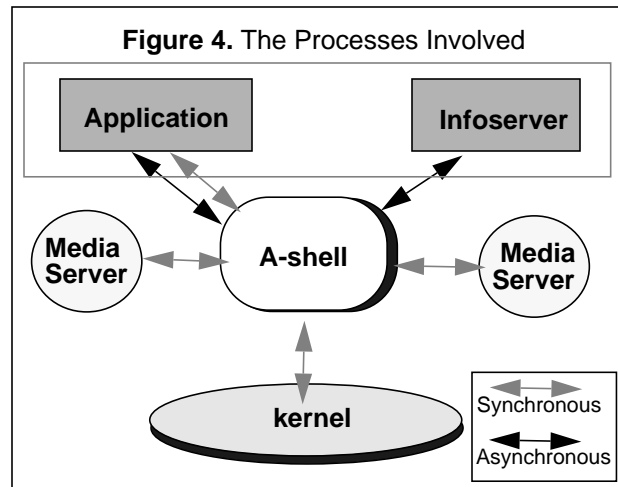 Figure 4. The Processes Involved
Application
Infoserver
A-shell
Media
Server
Media
Server
kernel
Synchronous
Asynchronous